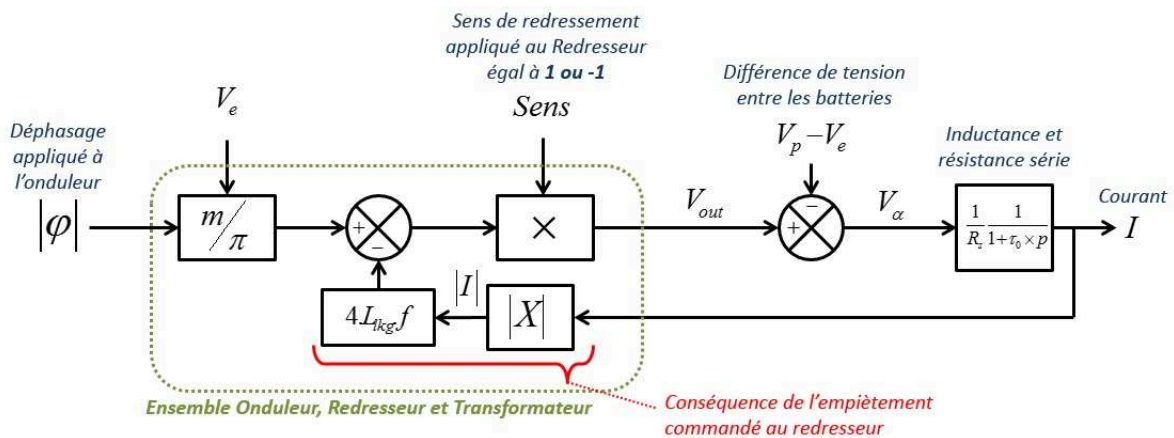 Sens de redressement
appliqué au Redresseur
égal à 1 ou -1
Différence de tension
entre les batteries
V_e
Sens
V_p - V_e
Déphasage
appliqué à
l'onduleur
Inductance et
résistance série
Courant
|φ|
m/π
+
−
×
V_out
−
+
V_α
1/R_s 1/(1+τ_0×p)
I
4.L_lkg.f
|I|
|X|
Ensemble Onduleur, Redresseur et Transformateur
Conséquence de l'empiètement
commandé au redresseur